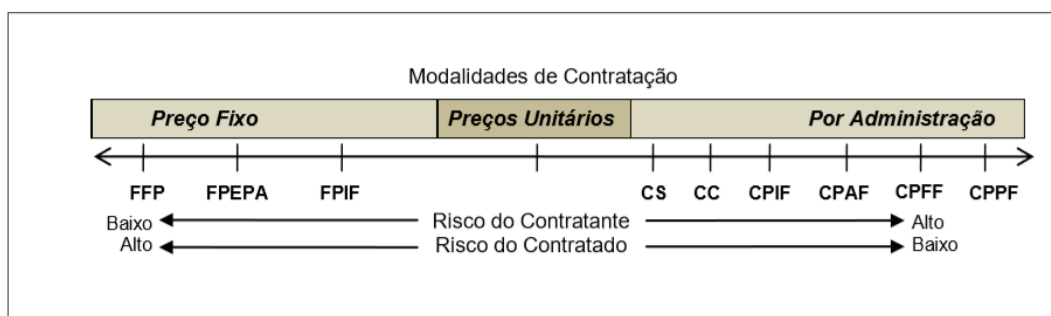 Modalidades de Contratação
Preço Fixo Preços Unitários Por Administração
FFP FPEPA FPIF CS CC CPIF CPAF CPFF CPPF
Baixo Risco do Contratante Alto
Alto Risco do Contratado Baixo